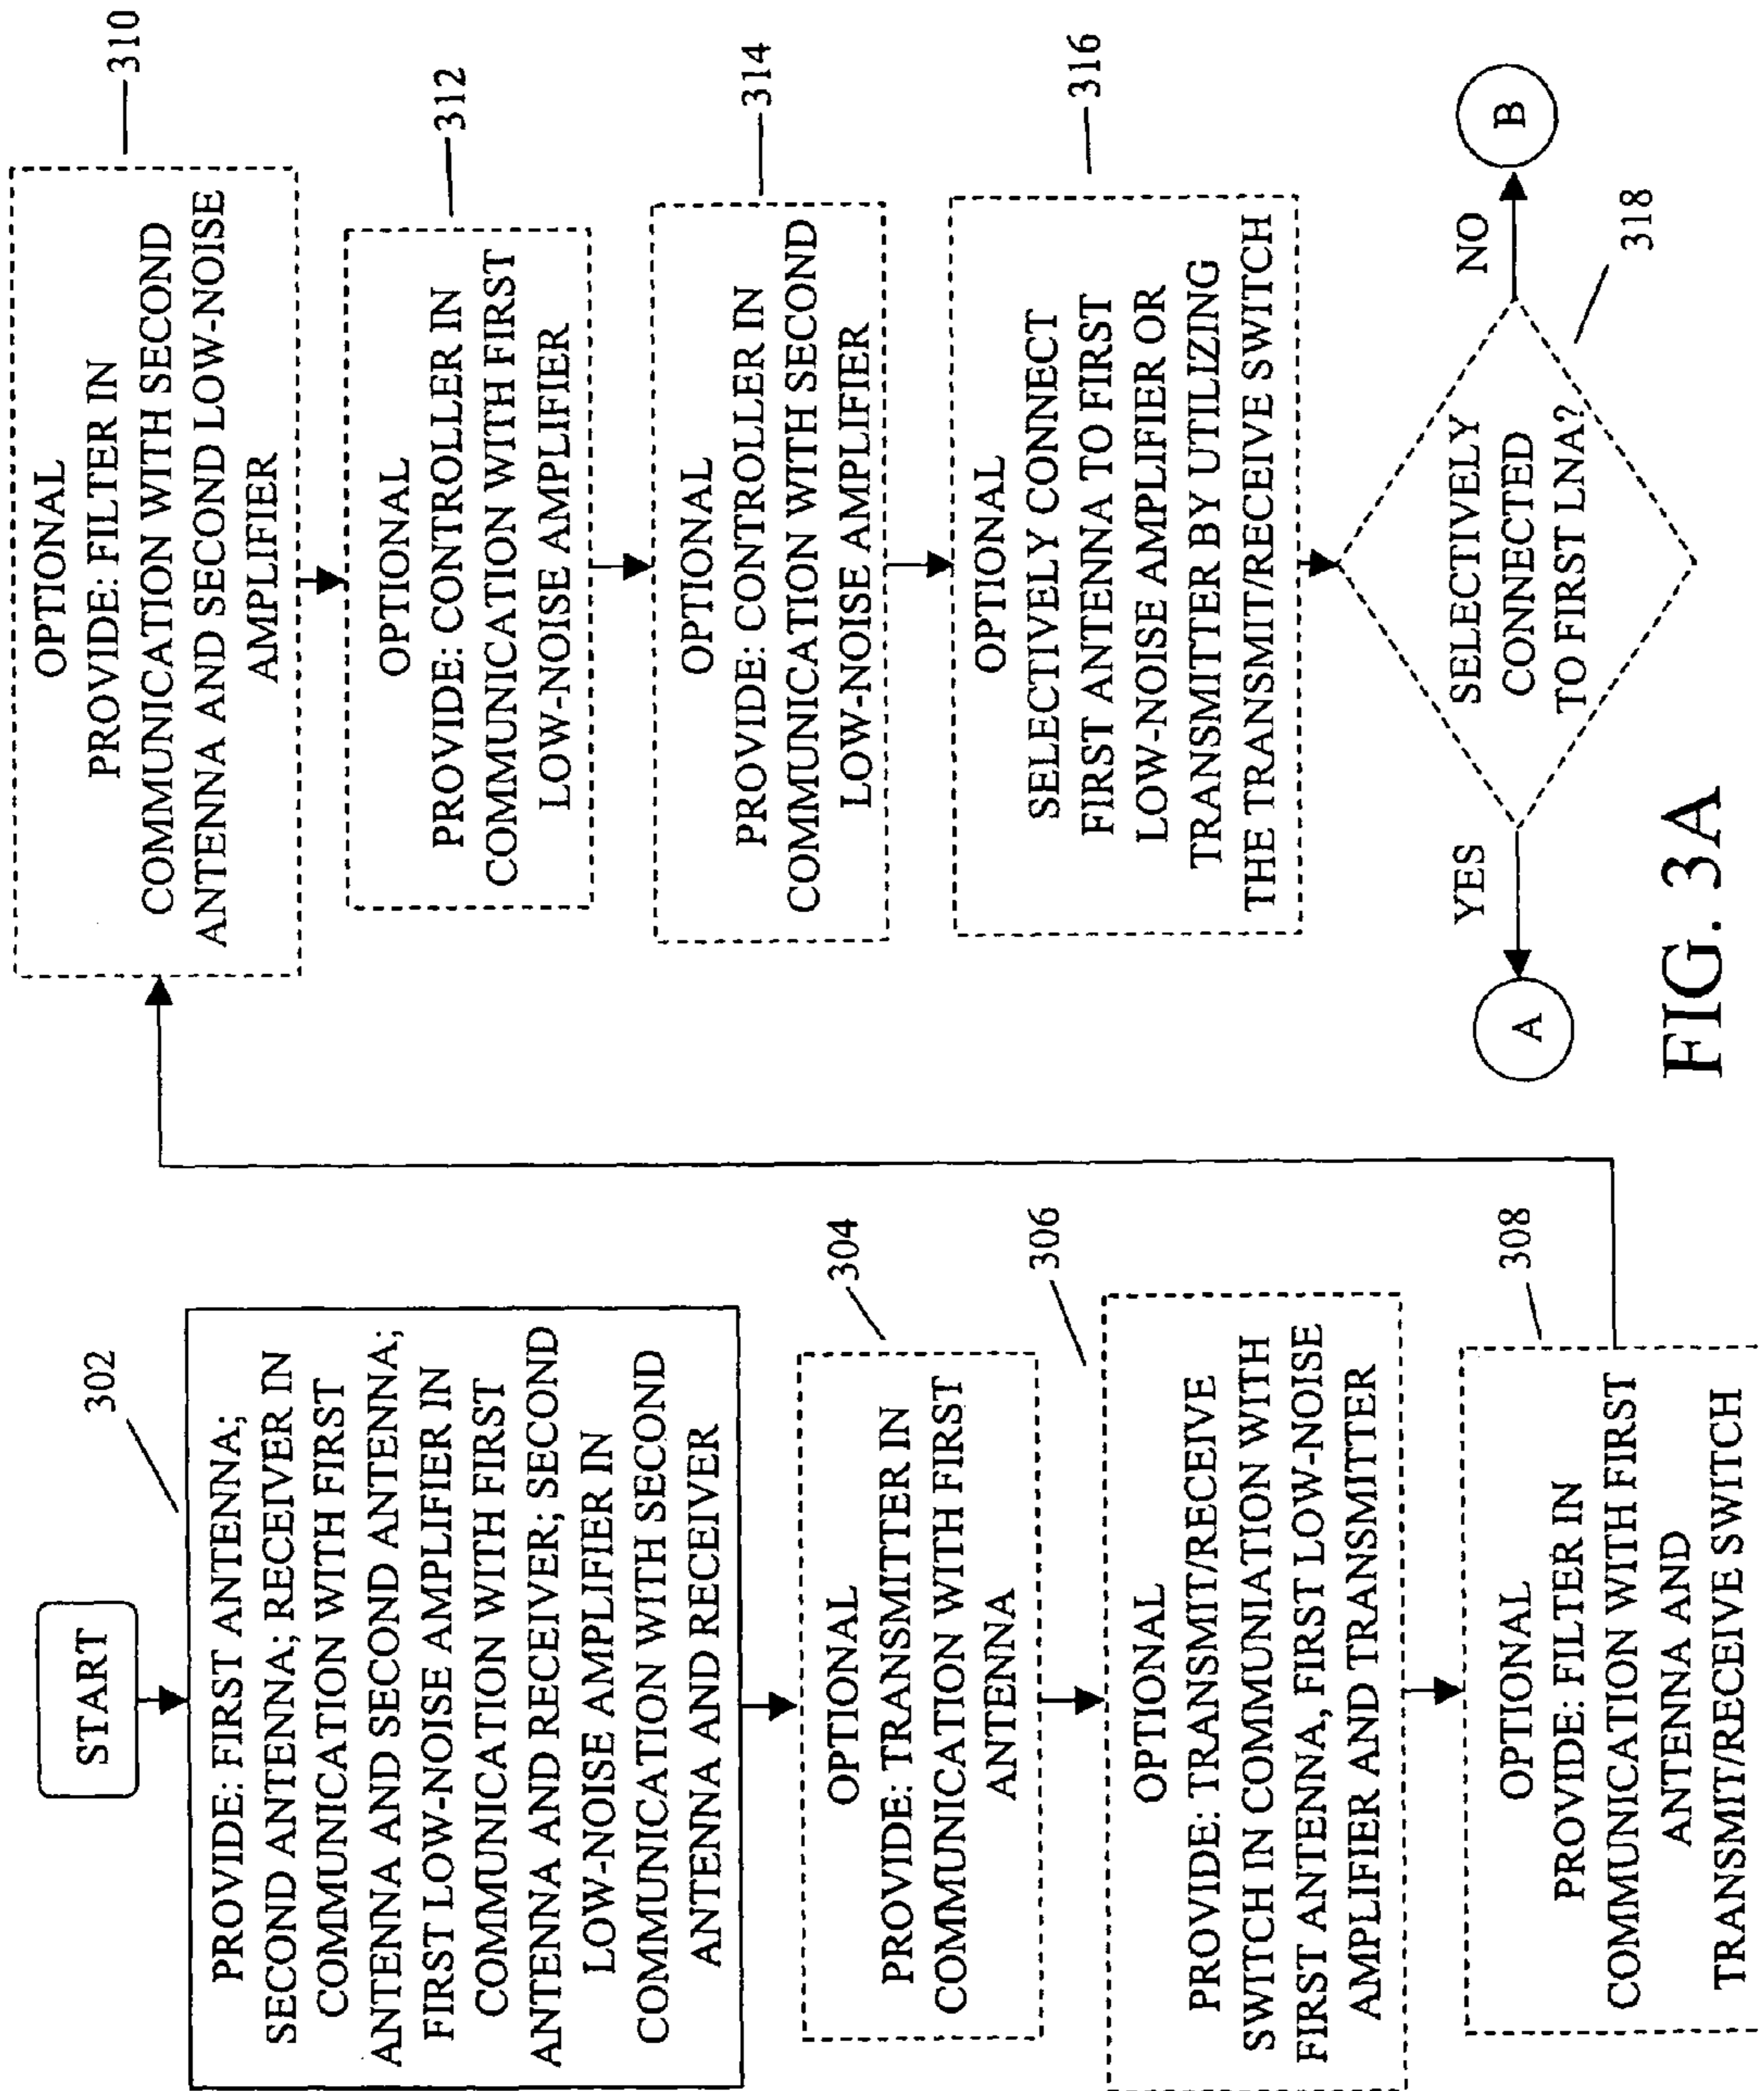 START
302
PROVIDE: FIRST ANTENNA;
SECOND ANTENNA; RECEIVER IN
COMMUNICATION WITH FIRST
ANTENNA AND SECOND ANTENNA;
FIRST LOW-NOISE AMPLIFIER IN
COMMUNICATION WITH FIRST
ANTENNA AND RECEIVER; SECOND
LOW-NOISE AMPLIFIER IN
COMMUNICATION WITH SECOND
ANTENNA AND RECEIVER
304
OPTIONAL
PROVIDE: TRANSMITTER IN
COMMUNICATION WITH FIRST
ANTENNA
306
OPTIONAL
PROVIDE: TRANSMIT/RECEIVE
SWITCH IN COMMUNIATION WITH
FIRST ANTENNA, FIRST LOW-NOISE
AMPLIFIER AND TRANSMITTER
308
OPTIONAL
PROVIDE: FILTER IN
COMMUNICATION WITH FIRST
ANTENNA AND
TRANSMIT/RECEIVE SWITCH
310
OPTIONAL
PROVIDE: FILTER IN
COMMUNICATION WITH SECOND
ANTENNA AND SECOND LOW-NOISE
AMPLIFIER
312
OPTIONAL
PROVIDE: CONTROLLER IN
COMMUNICATION WITH FIRST
LOW-NOISE AMPLIFIER
314
OPTIONAL
PROVIDE: CONTROLLER IN
COMMUNICATION WITH SECOND
LOW-NOISE AMPLIFIER
316
OPTIONAL
SELECTIVELY CONNECT
FIRST ANTENNA TO FIRST
LOW-NOISE AMPLIFIER OR
TRANSMITTER BY UTILIZING
THE TRANSMIT/RECEIVE SWITCH
SELECTIVELY
CONNECTED
TO FIRST LNA?
318
YES
NO
A
B
FIG. 3A